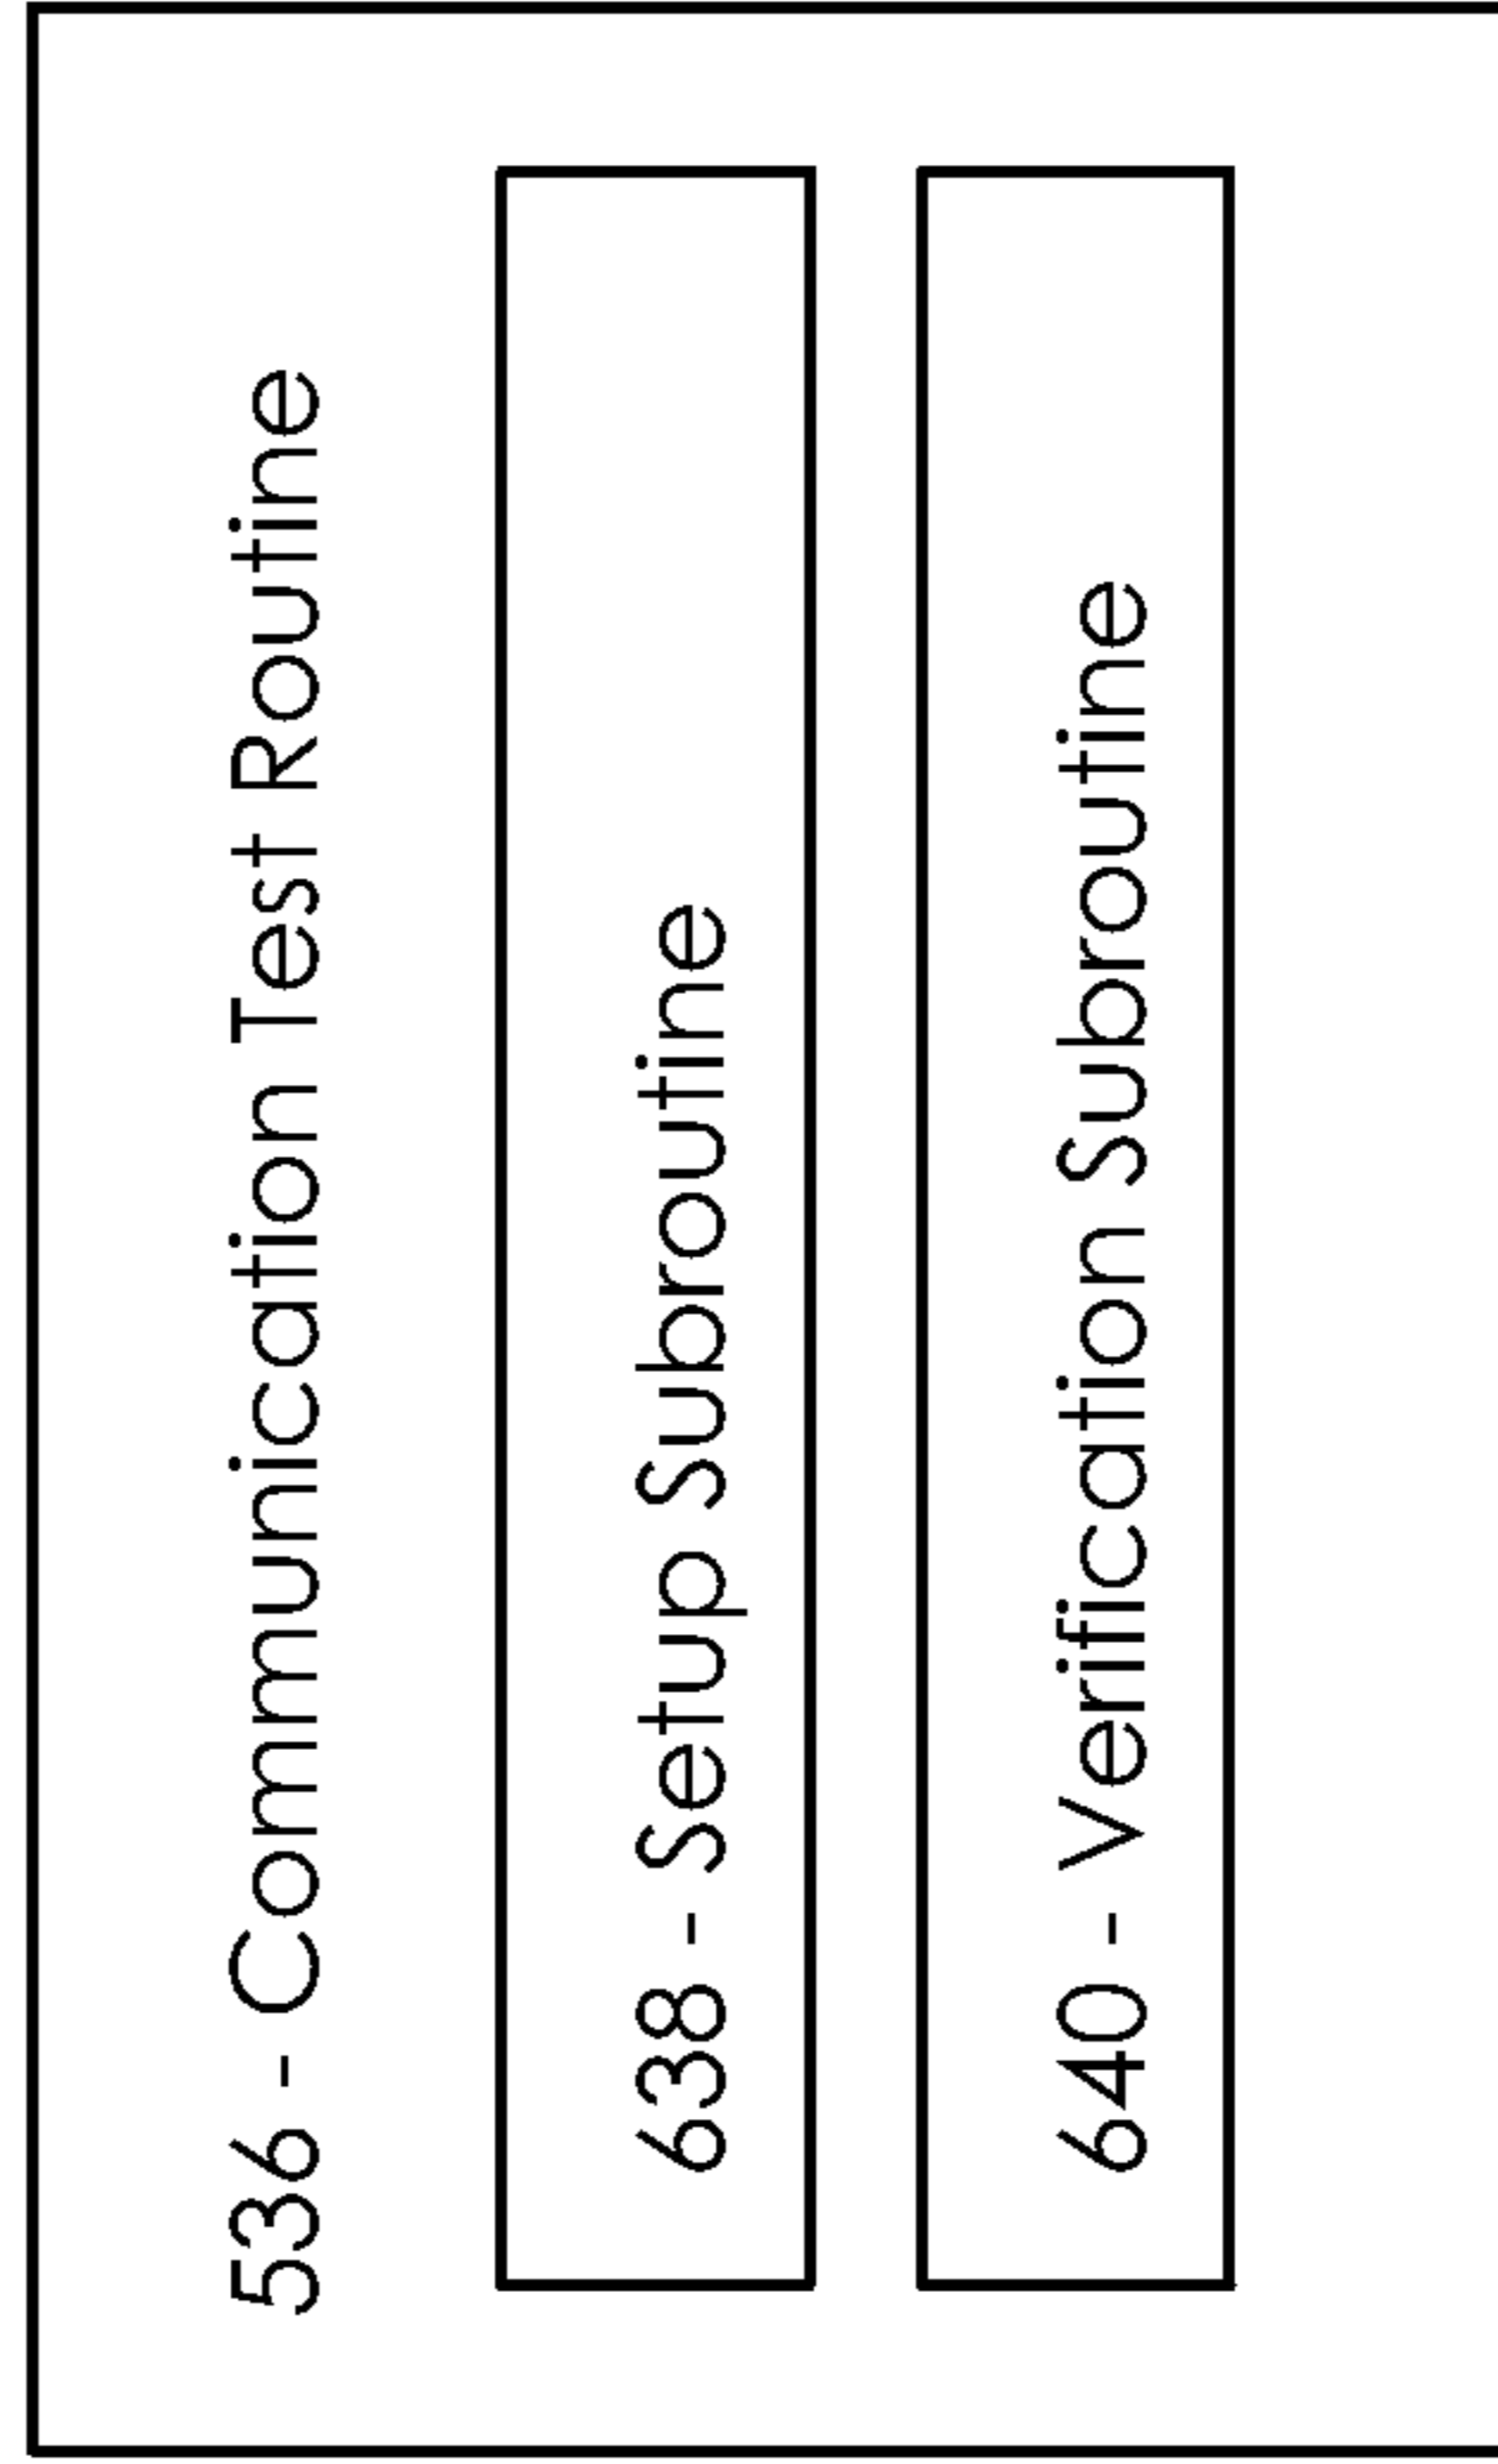 536 - Communication Test Routine
638 - Setup Subroutine
640 - Verification Subroutine